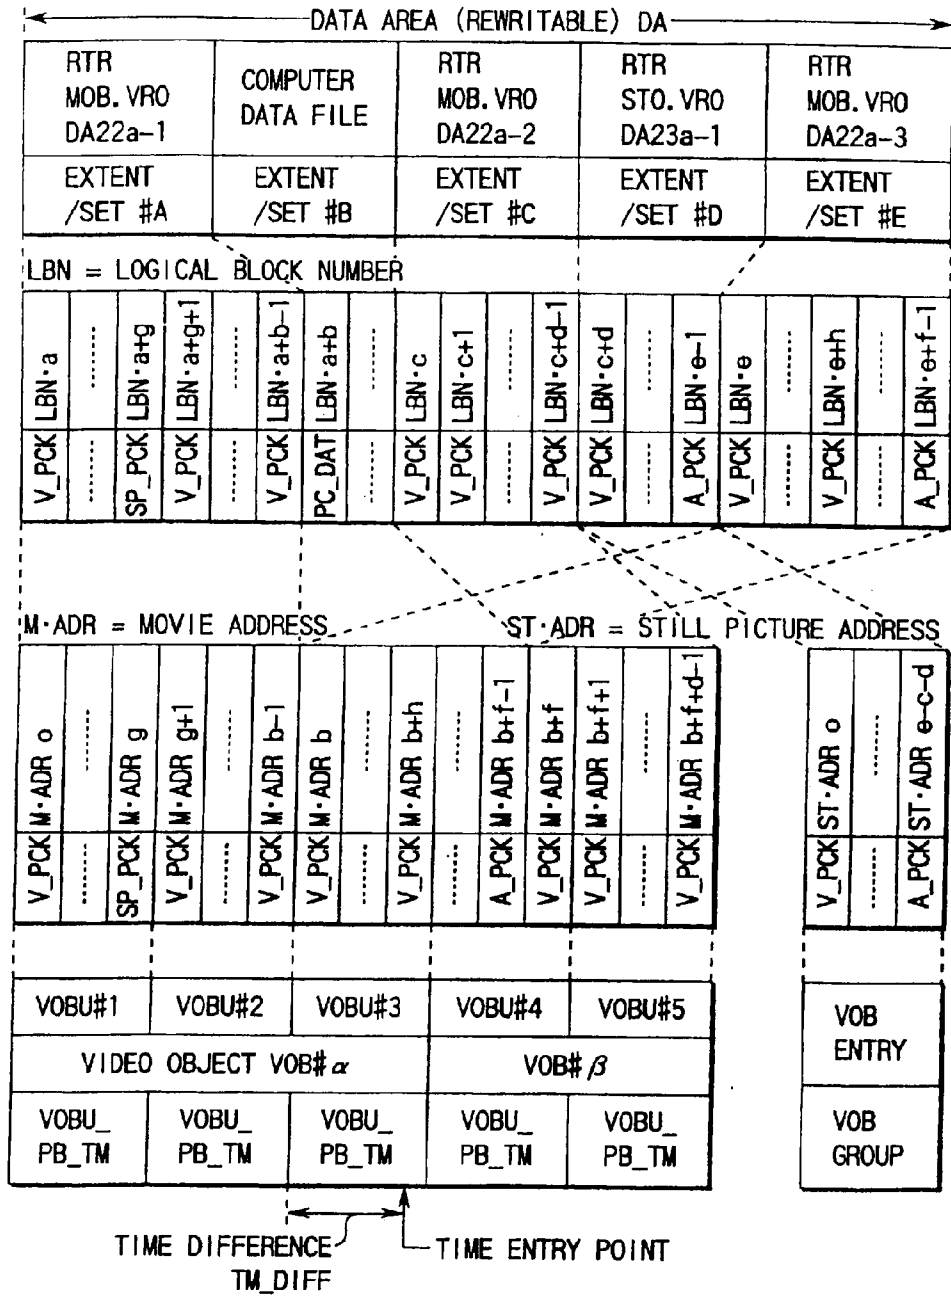 DATA AREA (REWRITABLE) DA
RTR MOB.VRO DA22a-1
COMPUTER DATA FILE
RTR MOB.VRO DA22a-2
RTR STO.VRO DA23a-1
RTR MOB.VRO DA22a-3
EXTENT /SET #A
EXTENT /SET #B
EXTENT /SET #C
EXTENT /SET #D
EXTENT /SET #E
LBN = LOGICAL BLOCK NUMBER
V_PCK LBN·a
SP_PCK LBN·a+g
V_PCK LBN·a+g+1
V_PCK LBN·a+b-1
PC_DAT LBN·a+b
V_PCK LBN·c
V_PCK LBN·c+1
V_PCK LBN·c+d-1
V_PCK LBN·c+d
A_PCK LBN·e-1
V_PCK LBN·e
V_PCK LBN·e+h
A_PCK LBN·e+f-1
M·ADR = MOVIE ADDRESS
ST·ADR = STILL PICTURE ADDRESS
V_PCK M·ADR o
SP_PCK M·ADR g
V_PCK M·ADR g+1
V_PCK M·ADR b-1
V_PCK M·ADR b
V_PCK M·ADR b+h
A_PCK M·ADR b+f-1
V_PCK M·ADR b+f
V_PCK M·ADR b+f+1
V_PCK M·ADR b+f+d-1
V_PCK ST·ADR o
A_PCK ST·ADR e-c-d
VOBU#1
VOBU#2
VOBU#3
VOBU#4
VOBU#5
VOB ENTRY
VIDEO OBJECT VOB#α
VOB#β
VOBU_ PB_TM
VOBU_ PB_TM
VOBU_ PB_TM
VOBU_ PB_TM
VOBU_ PB_TM
VOB GROUP
TIME DIFFERENCE TM_DIFF
TIME ENTRY POINT